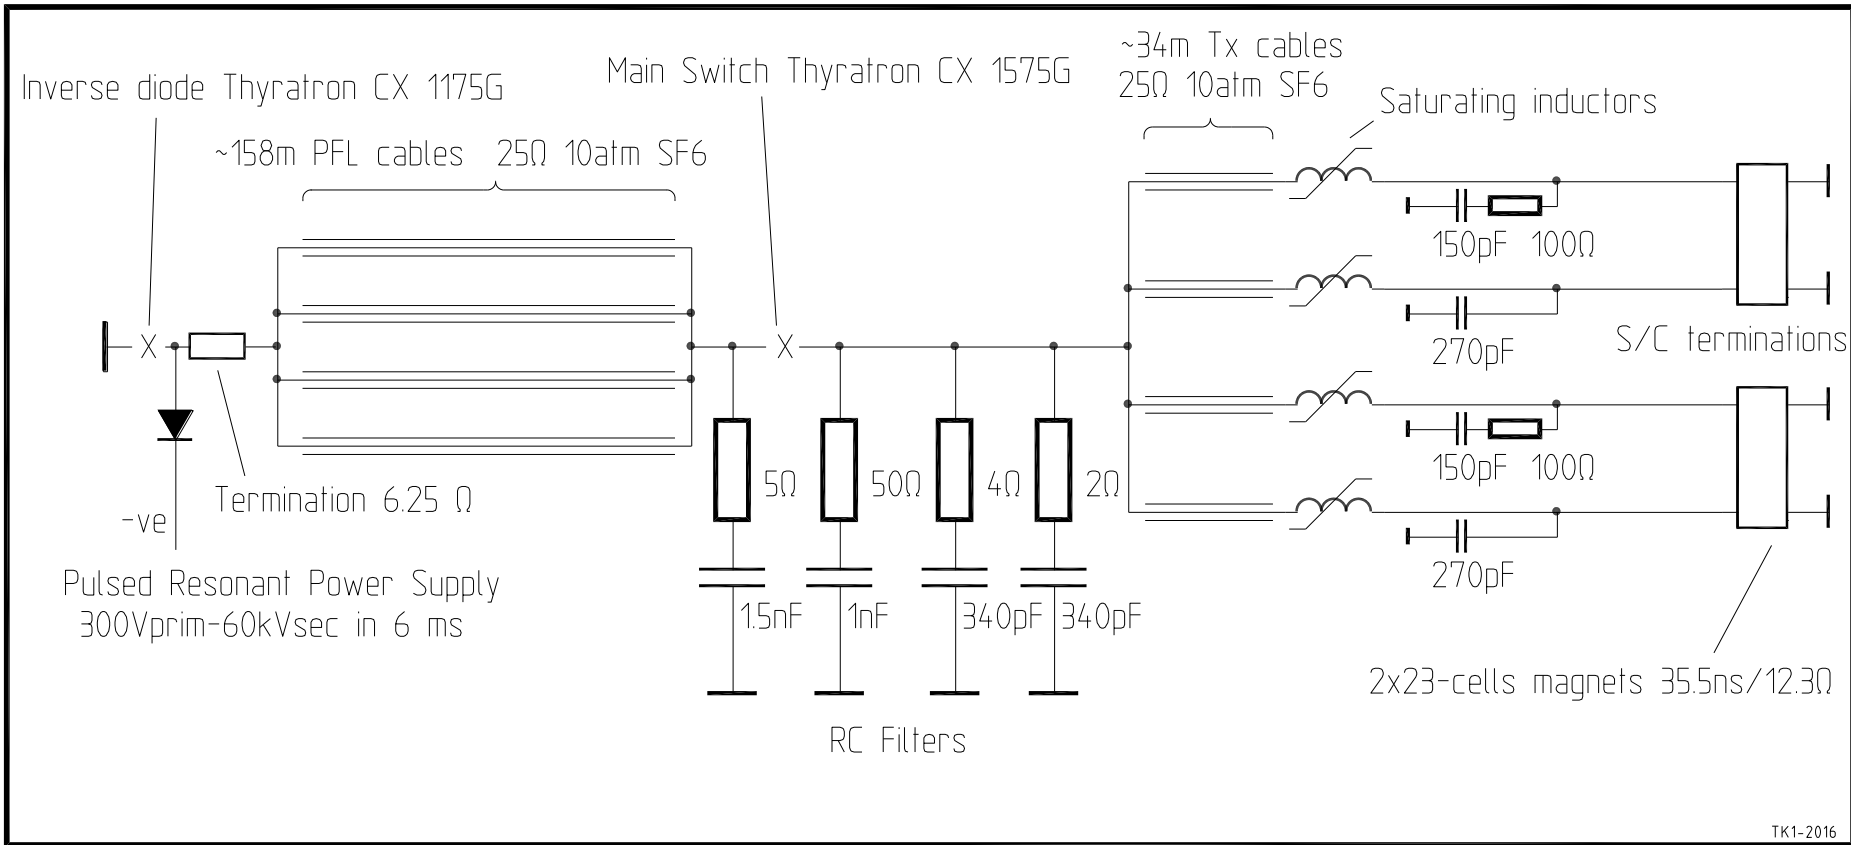 ~34m Tx cables
25Ω 10atm SF6
Inverse diode Thyratron CX 1175G
Main Switch Thyratron CX 1575G
Saturating inductors
~158m PFL cables 25Ω 10atm SF6
150pF 100Ω
270pF
S/C terminations
150pF 100Ω
270pF
5Ω
50Ω
4Ω
2Ω
Termination 6.25 Ω
-ve
Pulsed Resonant Power Supply
300Vprim-60kVsec in 6 ms
1.5nF
1nF
340pF
340pF
2x23-cells magnets 35.5ns/12.3Ω
RC Filters
TK1-2016